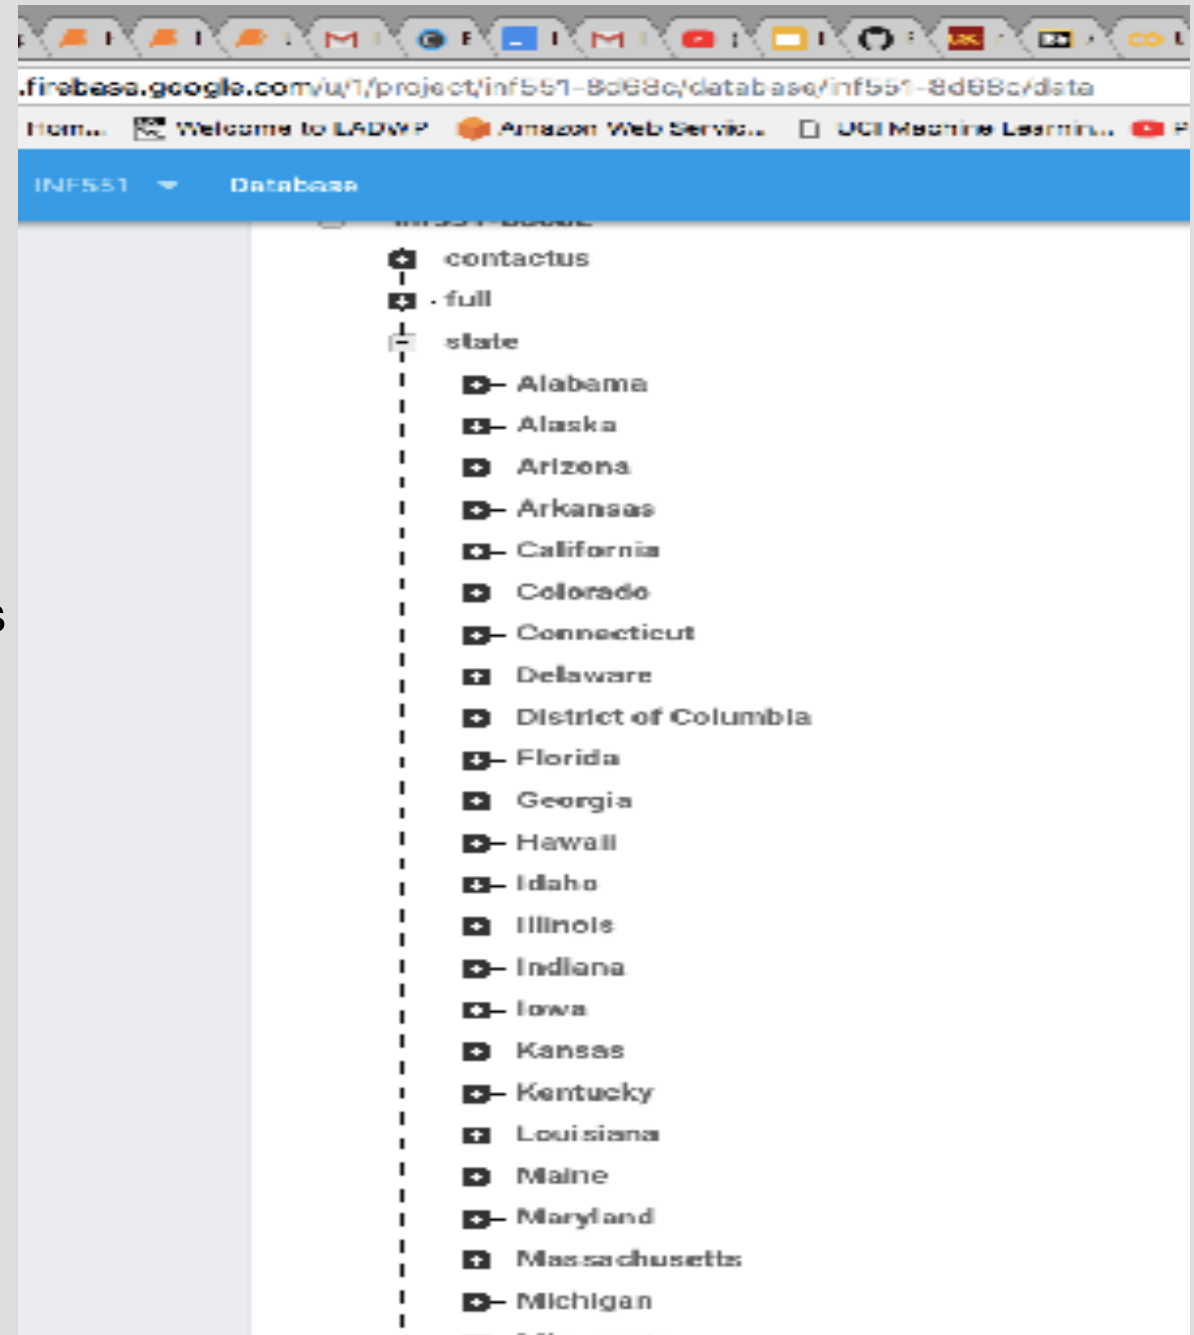 .firebase.google.com/u/1/project/inf551-8d68c/database/inf551-8d68c/data
Hom... Welcome to LADWP Amazon Web Servic... UCI Machine Learnin... P
INF551 Database
contactus
full
state
Alabama
Alaska
Arizona
Arkansas
California
Colorado
Connecticut
s
Delaware
District of Columbia
Florida
Georgia
Hawaii
Idaho
Illinois
Indiana
Iowa
Kansas
Kentucky
Louisiana
Maine
Maryland
Massachusetts
Michigan